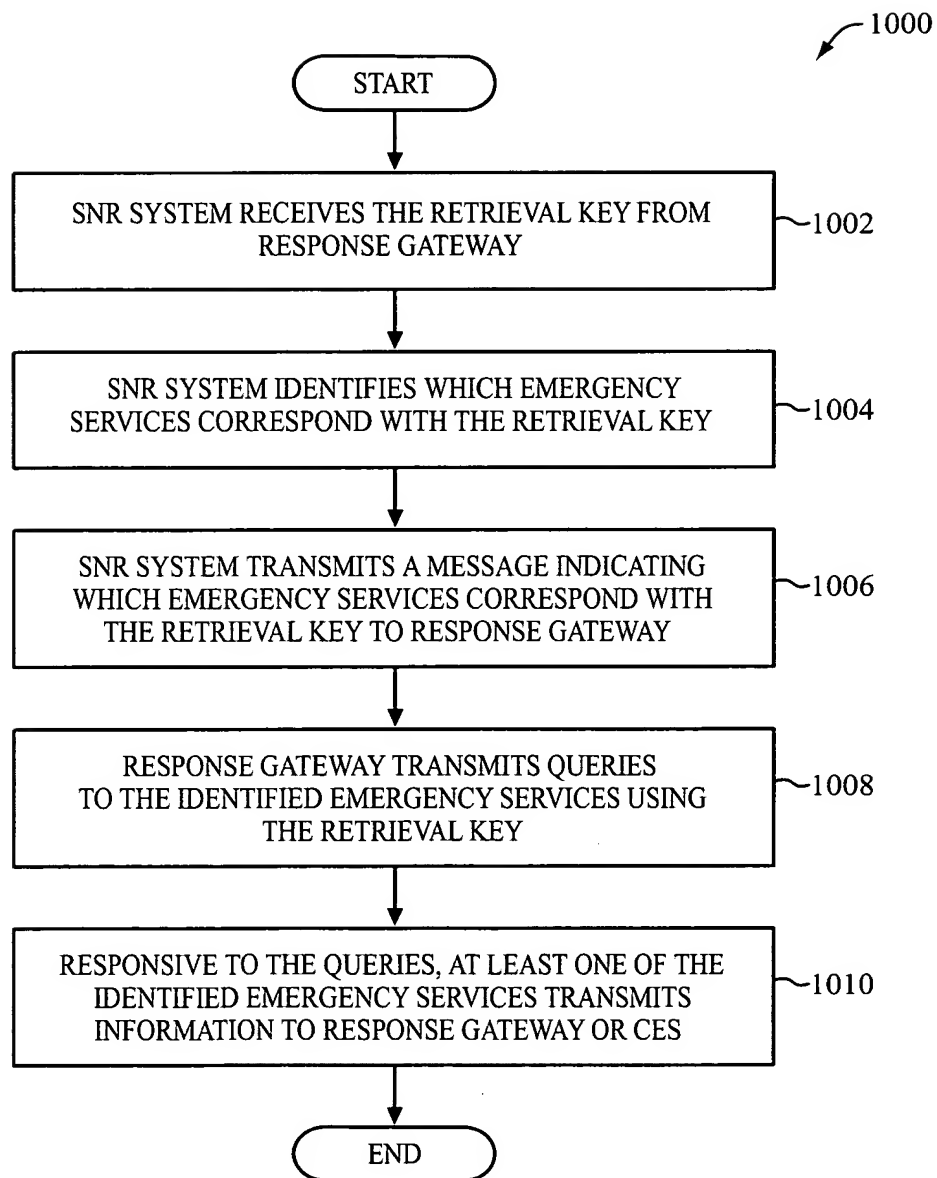 1000
START
SNR SYSTEM RECEIVES THE RETRIEVAL KEY FROM
RESPONSE GATEWAY
1002
SNR SYSTEM IDENTIFIES WHICH EMERGENCY
SERVICES CORRESPOND WITH THE RETRIEVAL KEY
1004
SNR SYSTEM TRANSMITS A MESSAGE INDICATING
WHICH EMERGENCY SERVICES CORRESPOND WITH
THE RETRIEVAL KEY TO RESPONSE GATEWAY
1006
RESPONSE GATEWAY TRANSMITS QUERIES
TO THE IDENTIFIED EMERGENCY SERVICES USING
THE RETRIEVAL KEY
1008
RESPONSIVE TO THE QUERIES, AT LEAST ONE OF THE
IDENTIFIED EMERGENCY SERVICES TRANSMITS
INFORMATION TO RESPONSE GATEWAY OR CES
1010
END